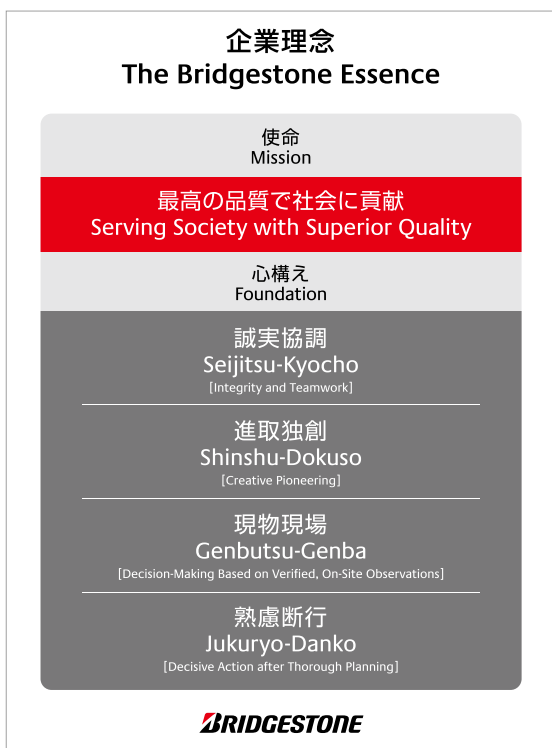 企業理念
The Bridgestone Essence
使命
Mission
最高の品質で社会に貢献
Serving Society with Superior Quality
心構え
Foundation
誠実協調
Seijitsu-Kyocho
[Integrity and Teamwork]
進取独創
Shinshu-Dokuso
[Creative Pioneering]
現物現場
Genbutsu-Genba
[Decision-Making Based on Verified, On-Site Observations]
熟慮断行
Jukuryo-Danko
[Decisive Action after Thorough Planning]
BRIDGESTONE